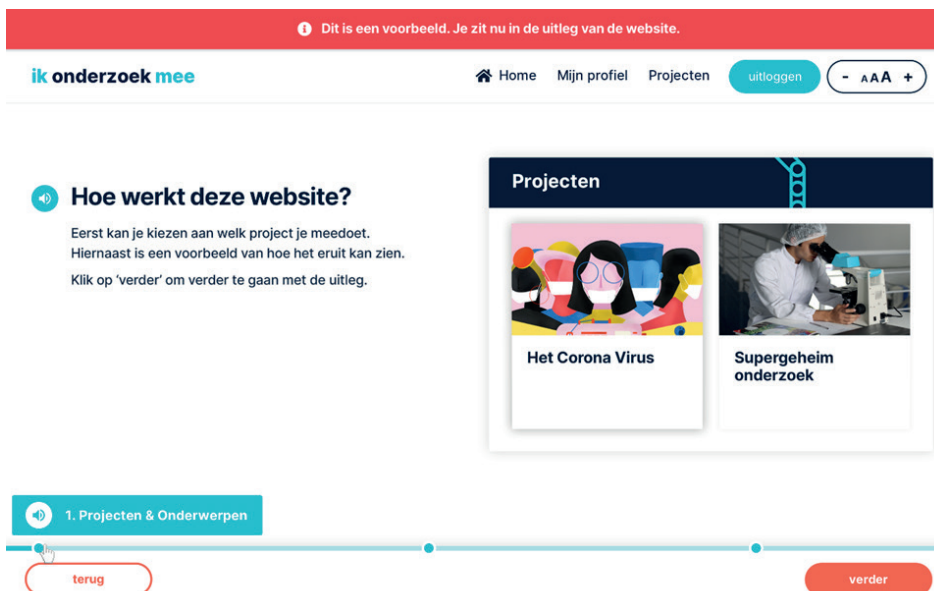 Dit is een voorbeeld. Je zit nu in de uitleg van de website.
ik onderzoek mee
Home Mijn profiel Projecten uitloggen - AAA +
Hoe werkt deze website?
Eerst kan je kiezen aan welk project je meedoet.
Hiernaast is een voorbeeld van hoe het eruit kan zien.
Klik op ‘verder’ om verder te gaan met de uitleg.
Projecten
Het Corona Virus
Supergeheim
onderzoek
1. Projecten & Onderwerpen
terug
verder